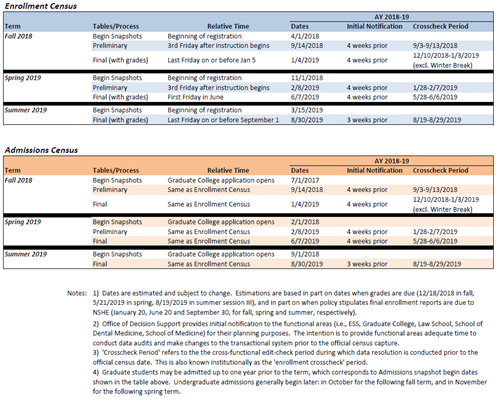 Enrollment Census
AY 2018-19
Term Tables/Process Relative Time Dates Initial Notification Crosscheck Period
Fall 2018 Begin Snapshots Beginning of registration 4/1/2018
Preliminary 3rd Friday after instruction begins 9/14/2018 4 weeks prior 9/3-9/13/2018
Final (with grades) Last Friday on or before Jan 5 1/4/2019 4 weeks prior 12/10/2018-1/3/2019
(excl. Winter Break)
Spring 2019 Begin Snapshots Beginning of registration 11/1/2018
Preliminary 3rd Friday after instruction begins 2/8/2019 4 weeks prior 1/28-2/7/2019
Final (with grades) First Friday in June 6/7/2019 4 weeks prior 5/28-6/6/2019
Summer 2019 Begin Snapshots Beginning of registration 3/15/2019
Final (with grades) Last Friday on or before September 1 8/30/2019 3 weeks prior 8/19-8/29/2019
Admissions Census
AY 2018-19
Term Tables/Process Relative Time Dates Initial Notification Crosscheck Period
Fall 2018 Begin Snapshots Graduate College application opens 7/1/2017
Preliminary Same as Enrollment Census 9/14/2018 4 weeks prior 9/3-9/13/2018
Final Same as Enrollment Census 1/4/2019 4 weeks prior 12/10/2018-1/3/2019
(excl. Winter Break)
Spring 2019 Begin Snapshots Graduate College application opens 2/1/2018
Preliminary Same as Enrollment Census 2/8/2019 4 weeks prior 1/28-2/7/2019
Final Same as Enrollment Census 6/7/2019 4 weeks prior 5/28-6/6/2019
Summer 2019 Begin Snapshots Graduate College application opens 9/1/2018
Final Same as Enrollment Census 8/30/2019 3 weeks prior 8/19-8/29/2019
Notes: 1) Dates are estimated and subject to change. Estimations are based in part on dates when grades are due (12/18/2018 in fall,
5/21/2019 in spring, 8/19/2019 in summer session III), and in part on when policy stipulates final enrollment reports are due to
NSHE (January 20, June 20 and September 30, for fall, spring and summer, respectively).
2) Office of Decision Support provides initial notification to the functional areas (i.e., ESS, Graduate College, Law School, School of
Dental Medicine, School of Medicine) for their planning purposes. The intention is to provide functional areas adequate time to
conduct data audits and make changes to the transactional system prior to the official census capture.
3) 'Crosscheck Period' refers to the cross-functional edit-check period during which data resolution is conducted prior to the
official census date. This is also known institutionally as the 'enrollment crosscheck' period.
4) Graduate students may be admitted up to one year prior to the term, which corresponds to Admissions snapshot begin dates
shown in the table above. Undergraduate admissions generally begin later: in October for the following fall term, and in November
for the following spring term.